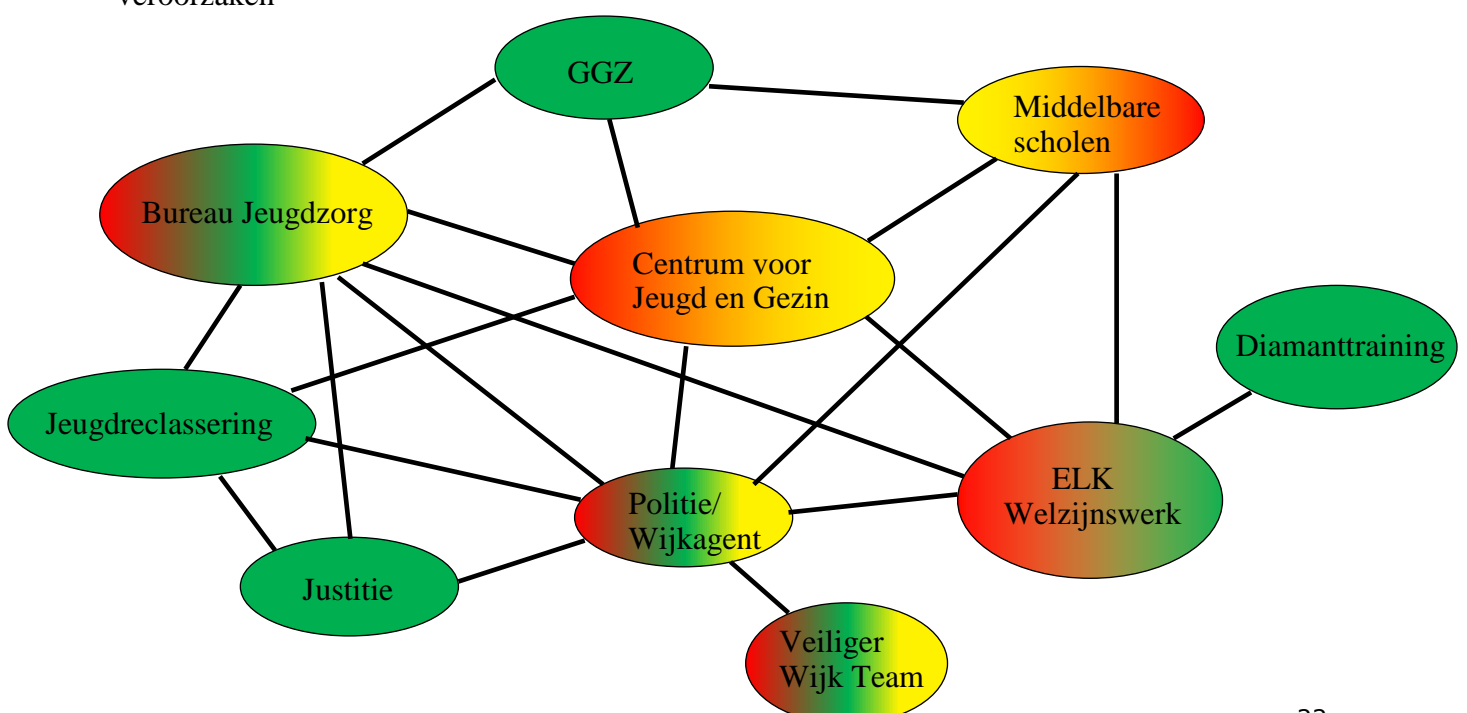 veroorzaken
GGZ
Middelbare
scholen
Bureau Jeugdzorg
Centrum voor
Jeugd en Gezin
Diamanttraining
Jeugdreclassering
ELK
Welzijnswerk
Politie/
Wijkagent
Justitie
Veiliger
Wijk Team